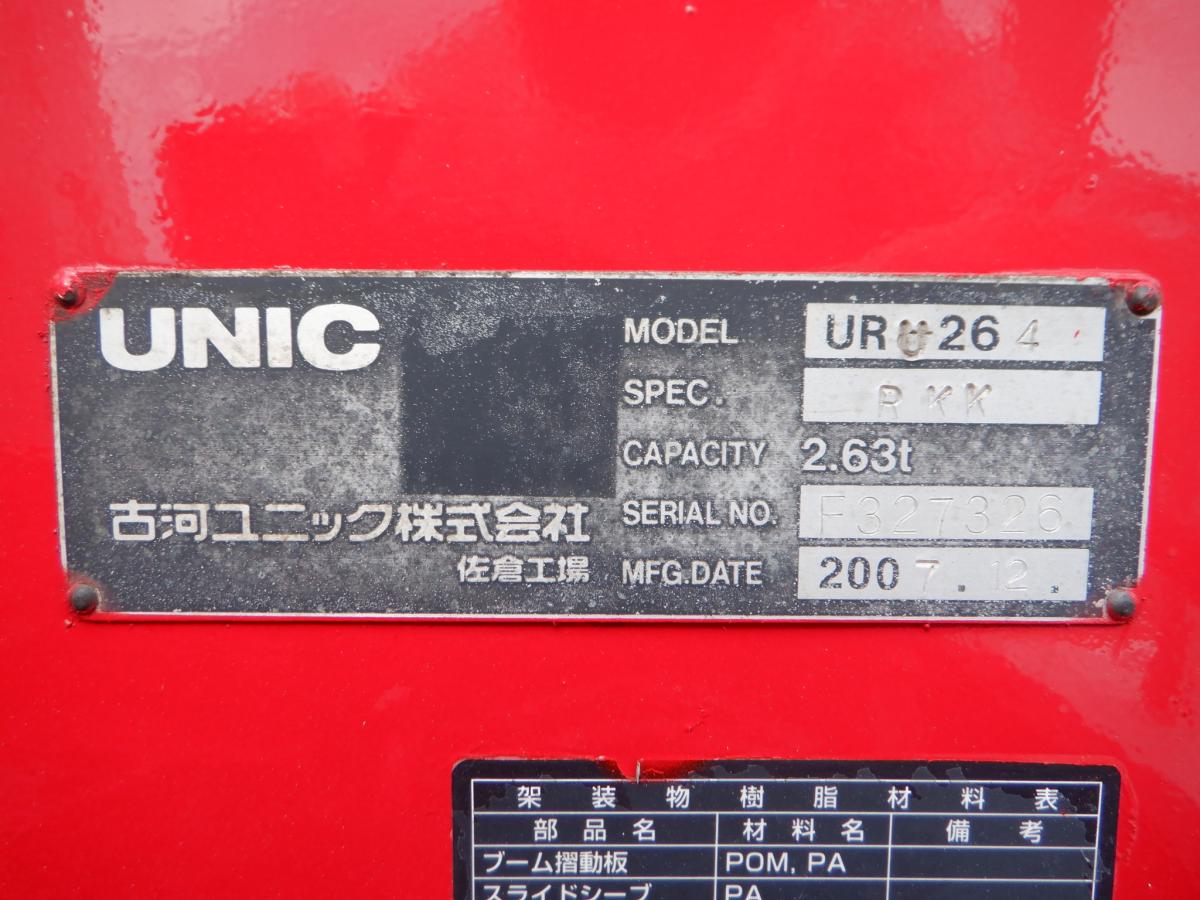 UNIC
古河ユニック株式会社
佐倉工場
MODEL URU264
SPEC. RKK
CAPACITY 2.63t
SERIAL NO. F327326
MFG.DATE 2007.12.
架装物樹脂材料表
部品名 材料名 備考
ブーム摺動板 POM, PA
スライドシーブ PA